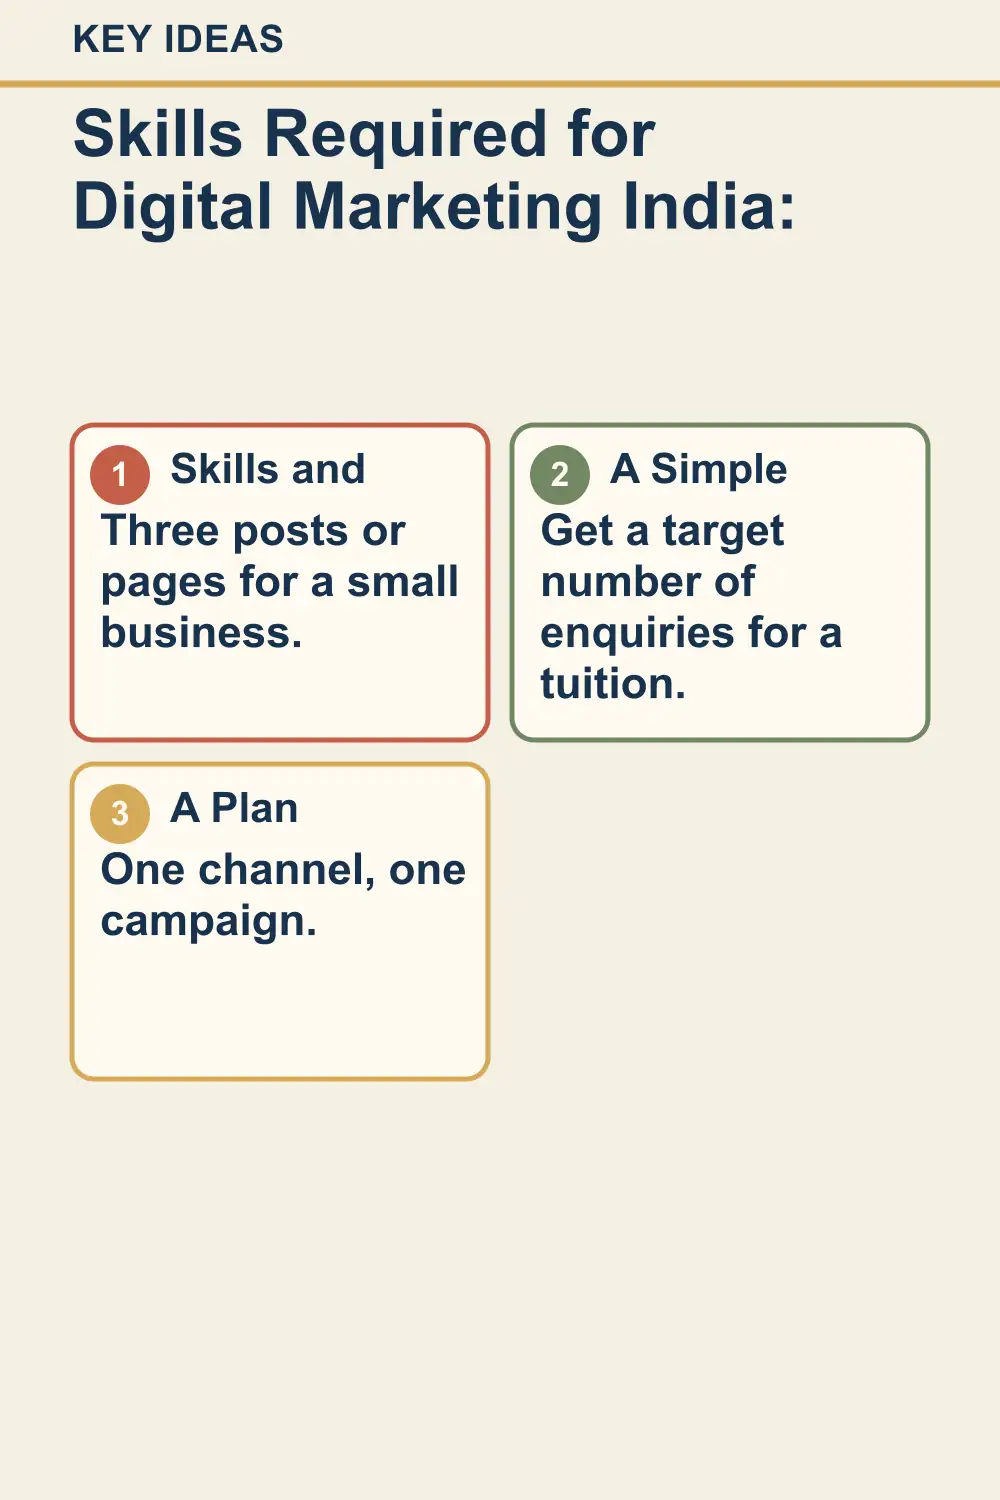 KEY IDEAS
Skills Required for
Digital Marketing India:
1 Skills and
Three posts or
pages for a small
business.
2 A Simple
Get a target
number of
enquiries for a
tuition.
3 A Plan
One channel, one
campaign.